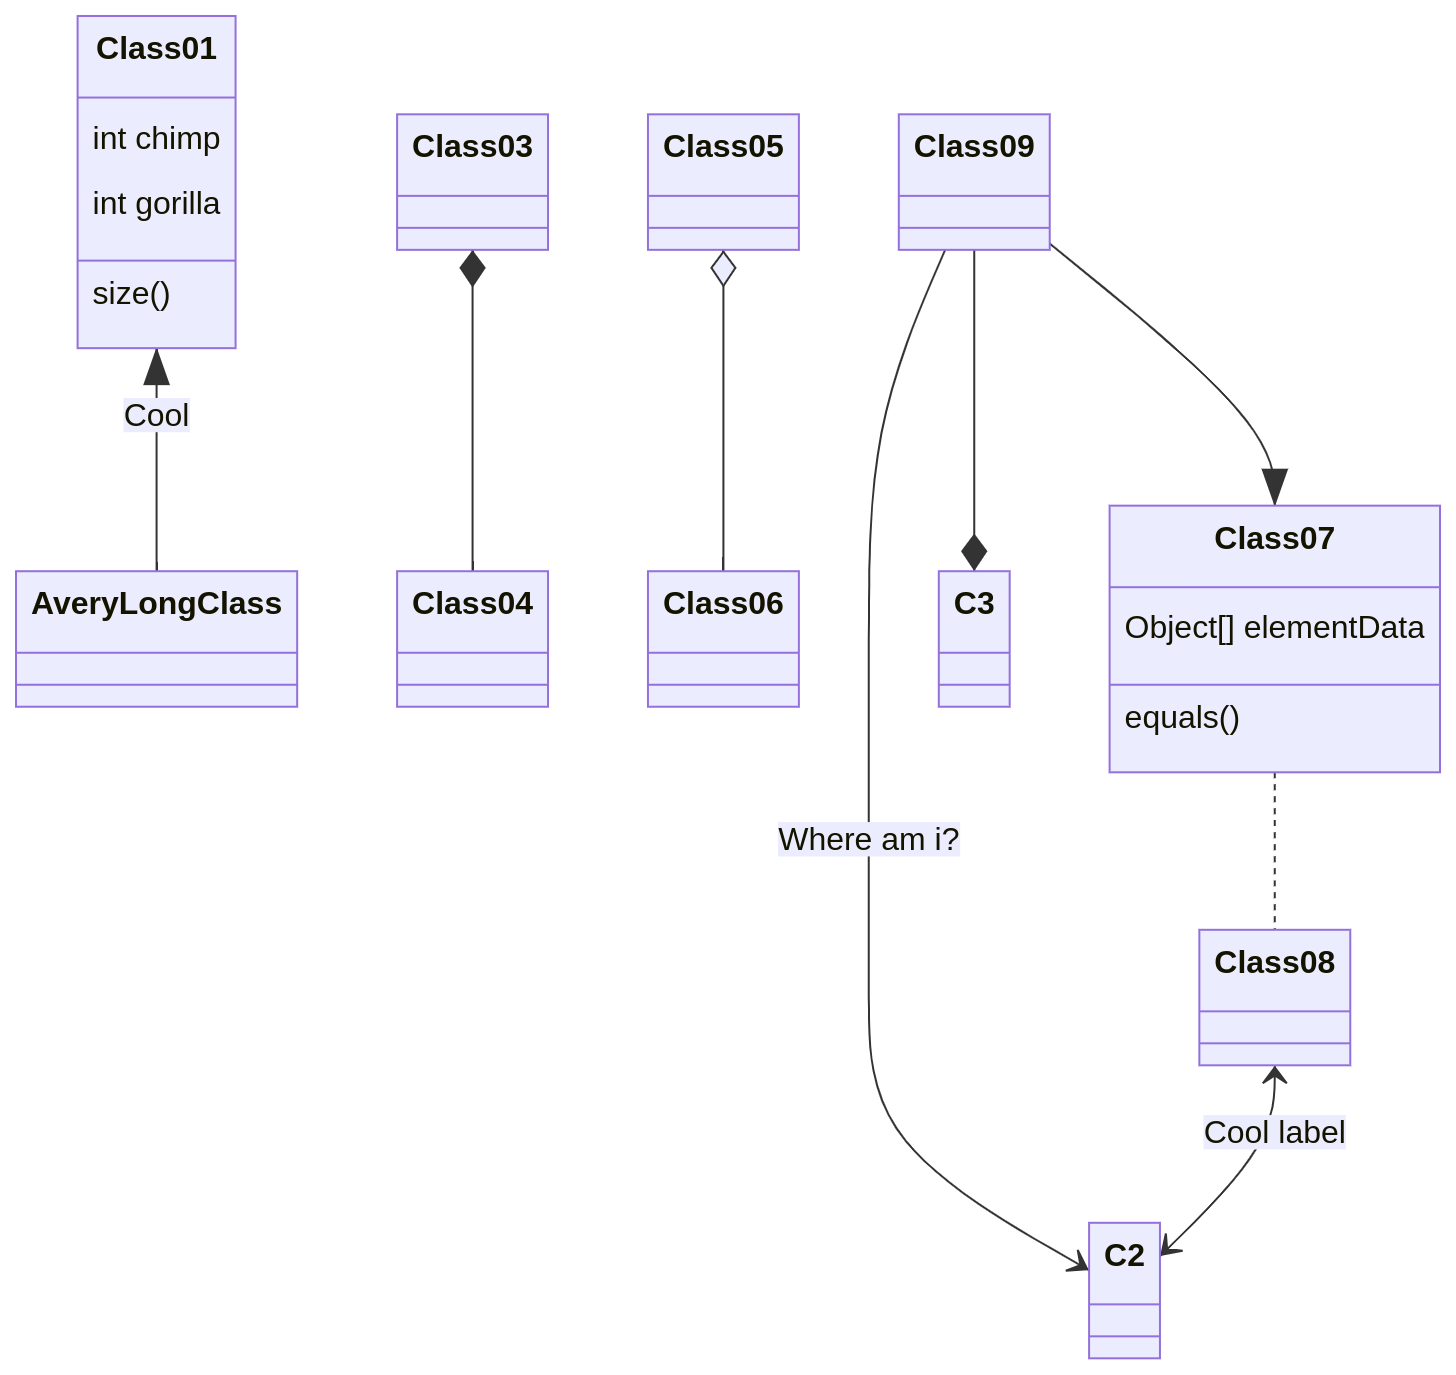 Class01
int chimp
int gorilla
size()
Class03
Class05
Class09
Cool
AveryLongClass
Class04
Class06
C3
Class07
Object[] elementData
equals()
Where am i?
Class08
Cool label
C2